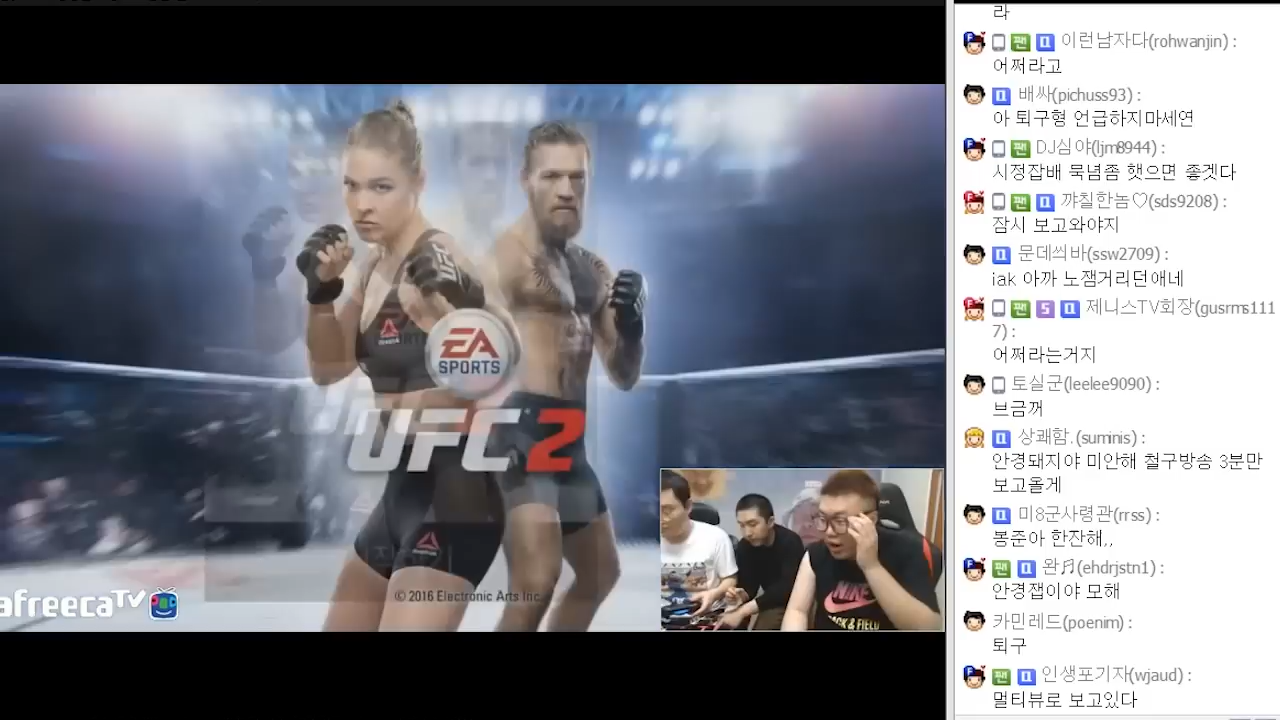 EA
SPORTS
UFC 2
© 2016 Electronic Arts Inc.
afreecaTV
NIKE
TRACK & FIELD
라
이런남자다(rohwanjin) :
어쩌라고
배싸(pichuss93) :
아 퇴구형 언급하지마세연
DJ심야(ljm8944) :
시정잡배 묵념좀 햇으면 좋겟다
꺄칠한놈♡(sds9208) :
잠시 보고와야지
문데씌바(ssw2709) :
iak 아까 노잼거리던애네
제니스TV회장(gusrms111
7) :
어쩌라는거지
토실군(leelee9090) :
브금꺼
상쾌함.(suminis) :
안경돼지야 미안해 철구방송 3분만
보고올게
미8군사령관(rrss) :
봉준아 한잔해,,
완♬(ehdrjstn1) :
안경잽이야 모해
카민레드(poenim) :
퇴구
인생포기자(wjaud) :
멀티뷰로 보고있다